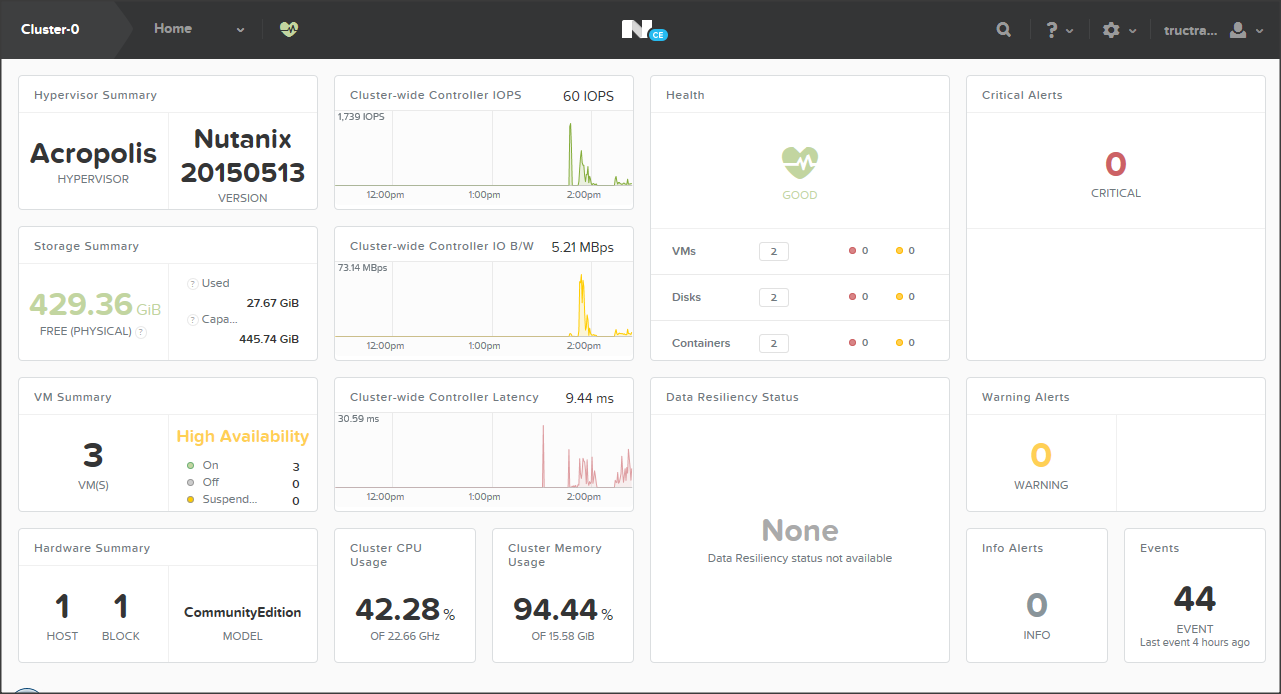 Cluster-0
Home
N CE
?
tructra...
Hypervisor Summary
Acropolis
HYPERVISOR
Nutanix
20150513
VERSION
Cluster-wide Controller IOPS 60 IOPS
1,739 IOPS
12:00pm 1:00pm 2:00pm
Health
GOOD
VMs 2 0 0
Disks 2 0 0
Containers 2 0 0
Critical Alerts
0
CRITICAL
Storage Summary
429.36 GiB
FREE (PHYSICAL) ?
? Used
27.67 GiB
? Capa...
445.74 GiB
Cluster-wide Controller IO B/W 5.21 MBps
73.14 MBps
12:00pm 1:00pm 2:00pm
VM Summary
3
VM(S)
High Availability
On 3
Off 0
Suspend... 0
Cluster-wide Controller Latency 9.44 ms
30.59 ms
12:00pm 1:00pm 2:00pm
Data Resiliency Status
None
Data Resiliency status not available
Warning Alerts
0
WARNING
Hardware Summary
1
HOST
1
BLOCK
CommunityEdition
MODEL
Cluster CPU
Usage
42.28 %
OF 22.66 GHz
Cluster Memory
Usage
94.44 %
OF 15.58 GiB
Info Alerts
0
INFO
Events
44
EVENT
Last event 4 hours ago